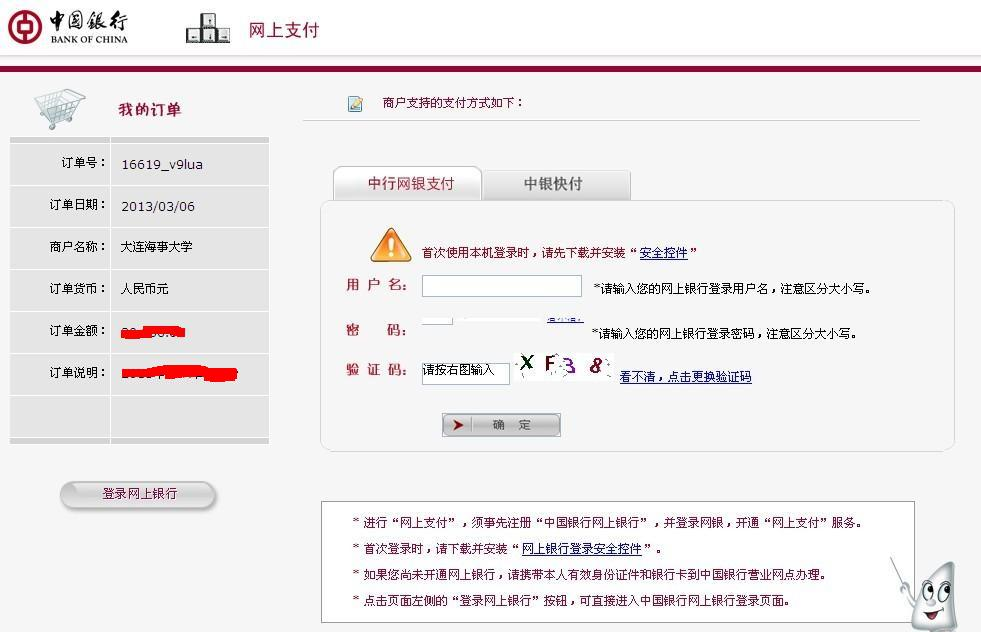 中国银行
BANK OF CHINA
网上支付
我的订单
订单号： 16619_v9lua
订单日期： 2013/03/06
商户名称： 大连海事大学
订单货币： 人民币元
订单金额：
订单说明：
登录网上银行
商户支持的支付方式如下：
中行网银支付 中银快付
首次使用本机登录时，请先下载并安装“安全控件”
用 户 名： *请输入您的网上银行登录用户名，注意区分大小写。
密 码： *请输入您的网上银行登录密码，注意区分大小写。
验 证 码： 请按右图输入 X F 3 8 看不清，点击更换验证码
确 定
* 进行“网上支付”，须事先注册“中国银行网上银行”，并登录网银，开通“网上支付”服务。
* 首次登录时，请下载并安装“网上银行登录安全控件”。
* 如果您尚未开通网上银行，请携带本人有效身份证件和银行卡到中国银行营业网点办理。
* 点击页面左侧的“登录网上银行”按钮，可直接进入中国银行网上银行登录页面。